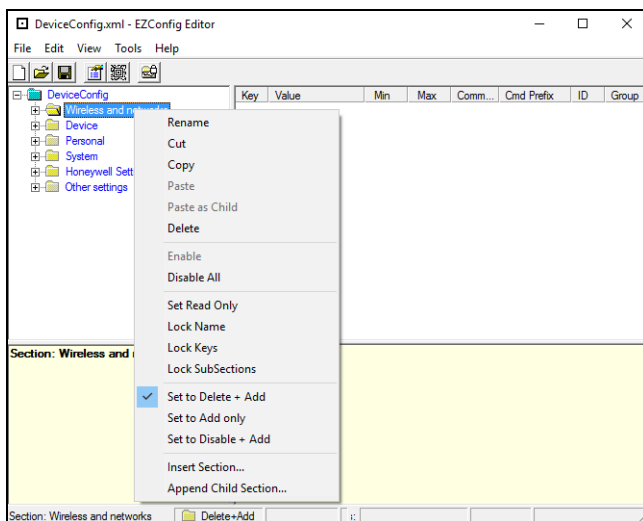 DeviceConfig.xml - EZConfig Editor
File Edit View Tools Help
DeviceConfig
Key Value Min Max Comm... Cmd Prefix ID Group
Wireless and networks
Device
Personal
System
Honeywell Sett
Other settings
Rename
Cut
Copy
Paste
Paste as Child
Delete
Enable
Disable All
Set Read Only
Lock Name
Lock Keys
Lock SubSections
Set to Delete + Add
Set to Add only
Set to Disable + Add
Insert Section...
Append Child Section...
Section: Wireless and
Section: Wireless and networks Delete+Add